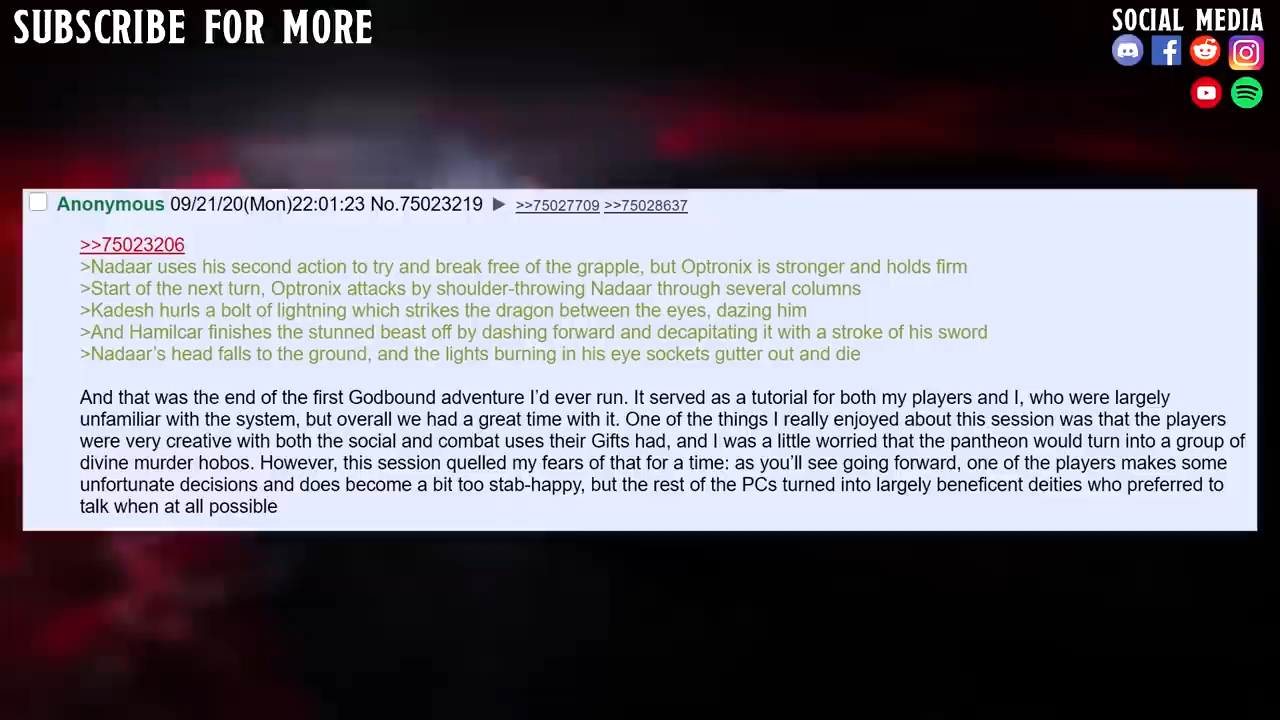 SUBSCRIBE FOR MORE
SOCIAL MEDIA
Anonymous 09/21/20(Mon)22:01:23 No.75023219 ▶ >>75027709 >>75028637
>>75023206
>Nadaar uses his second action to try and break free of the grapple, but Optronix is stronger and holds firm
>Start of the next turn, Optronix attacks by shoulder-throwing Nadaar through several columns
>Kadesh hurls a bolt of lightning which strikes the dragon between the eyes, dazing him
>And Hamilcar finishes the stunned beast off by dashing forward and decapitating it with a stroke of his sword
>Nadaar’s head falls to the ground, and the lights burning in his eye sockets gutter out and die
And that was the end of the first Godbound adventure I’d ever run. It served as a tutorial for both my players and I, who were largely
unfamiliar with the system, but overall we had a great time with it. One of the things I really enjoyed about this session was that the players
were very creative with both the social and combat uses their Gifts had, and I was a little worried that the pantheon would turn into a group of
divine murder hobos. However, this session quelled my fears of that for a time: as you’ll see going forward, one of the players makes some
unfortunate decisions and does become a bit too stab-happy, but the rest of the PCs turned into largely beneficent deities who preferred to
talk when at all possible